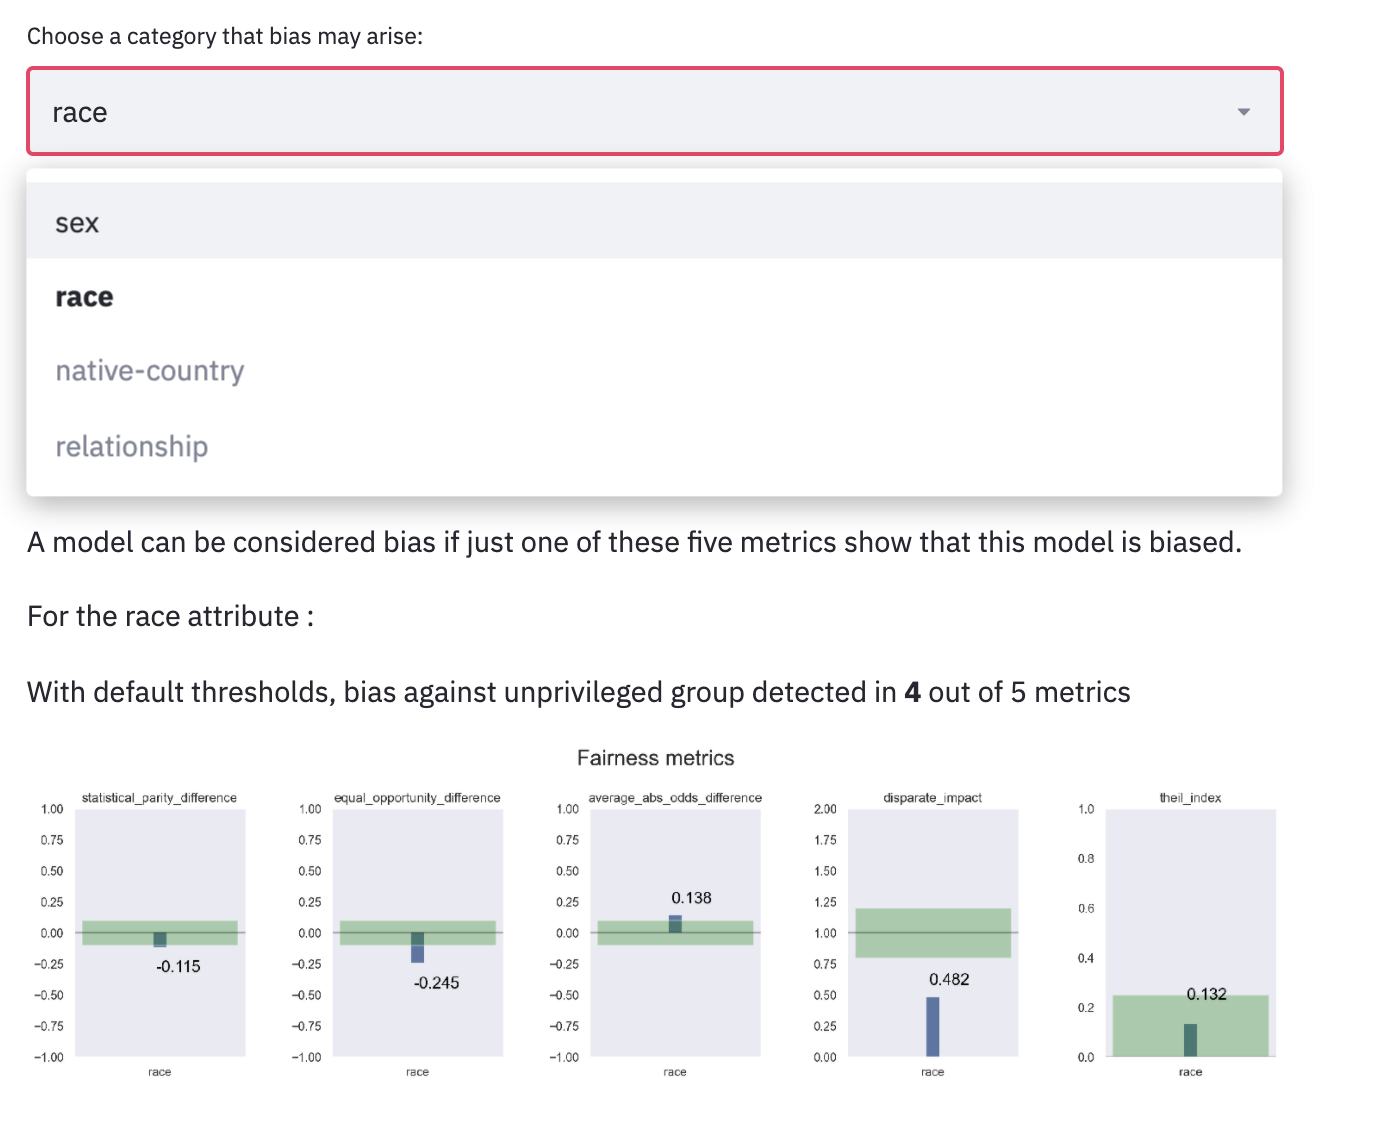 Choose a category that bias may arise:
race
sex
race
native-country
relationship
A model can be considered bias if just one of these five metrics show that this model is biased.
For the race attribute :
With default thresholds, bias against unprivileged group detected in 4 out of 5 metrics
Fairness metrics
statistical_parity_difference
1.00
0.75
0.50
0.25
0.00
−0.25
−0.50
−0.75
−1.00
-0.115
race
equal_opportunity_difference
1.00
0.75
0.50
0.25
0.00
−0.25
−0.50
−0.75
−1.00
-0.245
race
average_abs_odds_difference
1.00
0.75
0.50
0.25
0.00
−0.25
−0.50
−0.75
−1.00
0.138
race
disparate_impact
2.00
1.75
1.50
1.25
1.00
0.75
0.50
0.25
0.00
0.482
race
theil_index
1.0
0.8
0.6
0.4
0.2
0.0
0.132
race